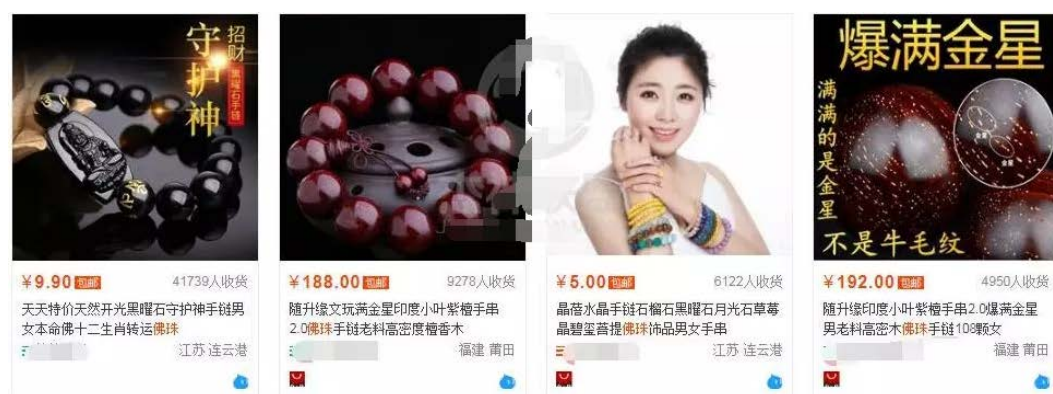 招财
守护神
黑曜石手链
¥9.90 包邮 41739人收货
天天特价天然开光黑曜石守护神手链男
女本命佛十二生肖转运佛珠
江苏 连云港
¥188.00 包邮 9278人收货
随升缘文玩满金星印度小叶紫檀手串
2.0佛珠手链老料高密度檀香木
福建 莆田
¥5.00 包邮 6122人收货
晶蓓水晶手链石榴石黑曜石月光石草莓
晶碧玺菩提佛珠饰品男女手串
江苏 连云港
爆满金星
满满的是金星
金星
金星
不是牛毛纹
¥192.00 包邮 4950人收货
随升缘印度小叶紫檀手串2.0爆满金星
男老料高密木佛珠手链108颗女
福建 莆田